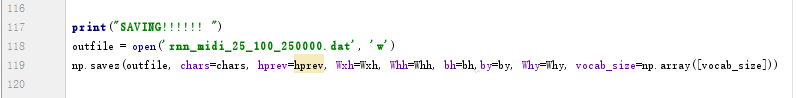 116
117 print("SAVING!!!!!! ")
118 outfile = open('rnn_midi_25_100_250000.dat', 'w')
119 np.savez(outfile, chars=chars, hprev=hprev, Wxh=Wxh, Whh=Whh, bh=bh,by=by, Why=Why, vocab_size=np.array([vocab_size]))
120